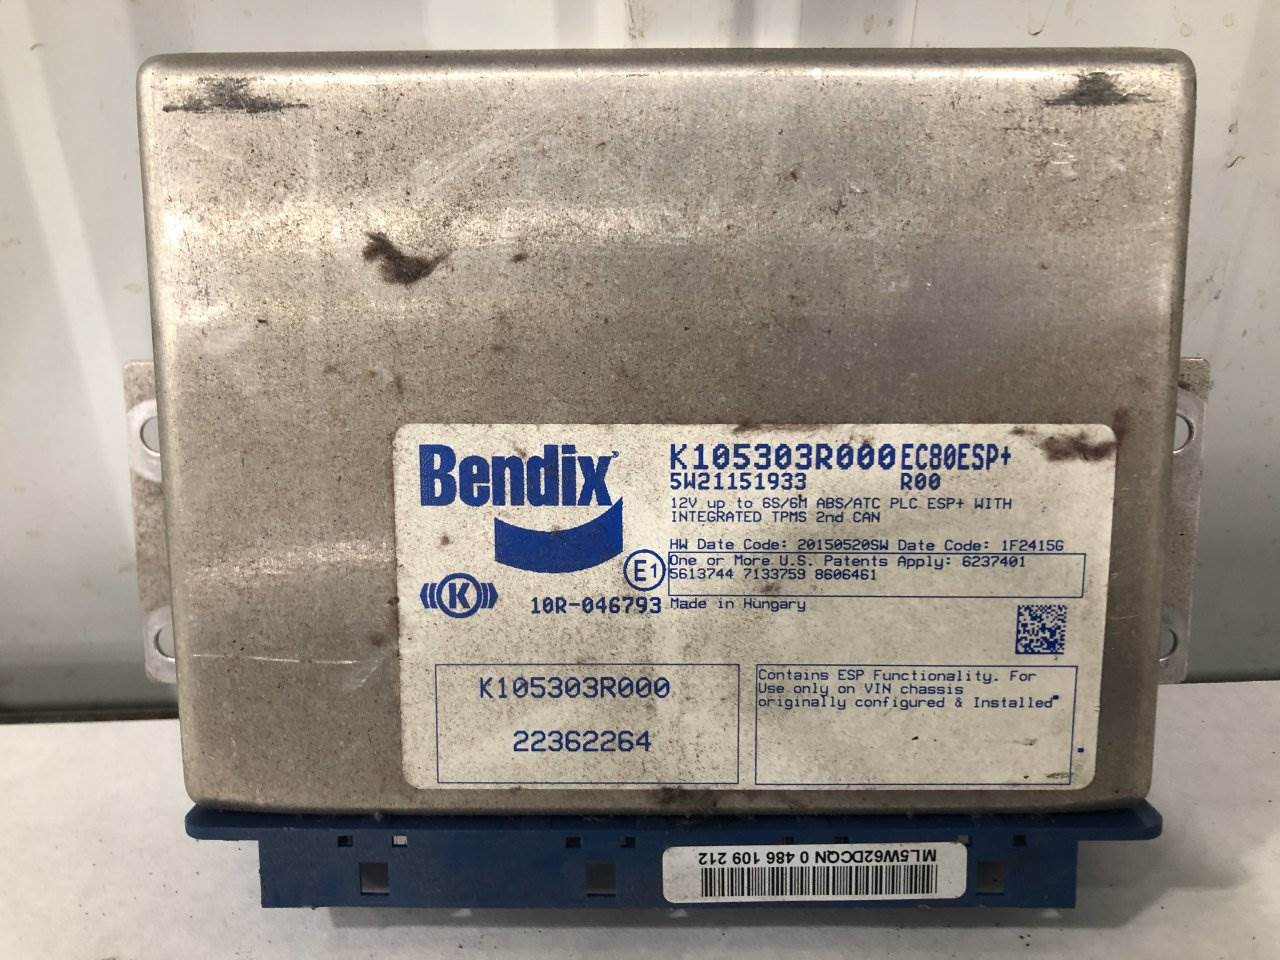 Bendix
K105303R000 EC80ESP+
5W21151933 R00
12V up to 6S/6M ABS/ATC PLC ESP+ WITH
INTEGRATED TPMS 2nd CAN
HW Date Code: 20150520SW Date Code: 1F2415G
One or More U.S. Patents Apply: 6237401
5613744 7133759 8606461
E1
K
10R-046793 Made in Hungary
K105303R000
22362264
Contains ESP Functionality. For
Use only on VIN chassis
originally configured & Installed
ML5W62DCQN 0 486 109 212